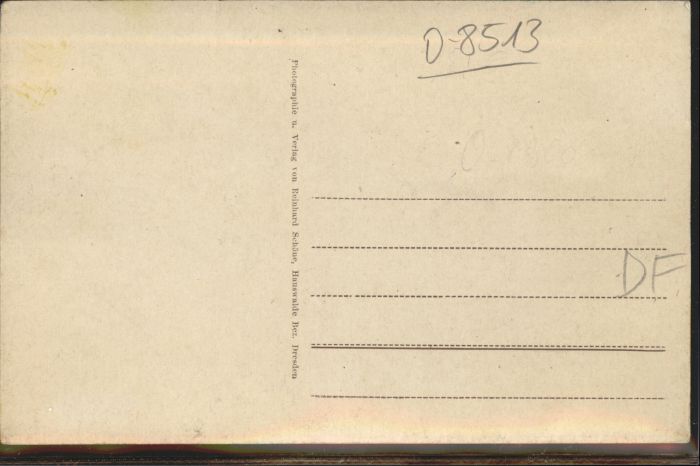 D-8513
Photographie u. Verlag von Reinhard Schöne, Hauswalde Bez. Dresden
DF